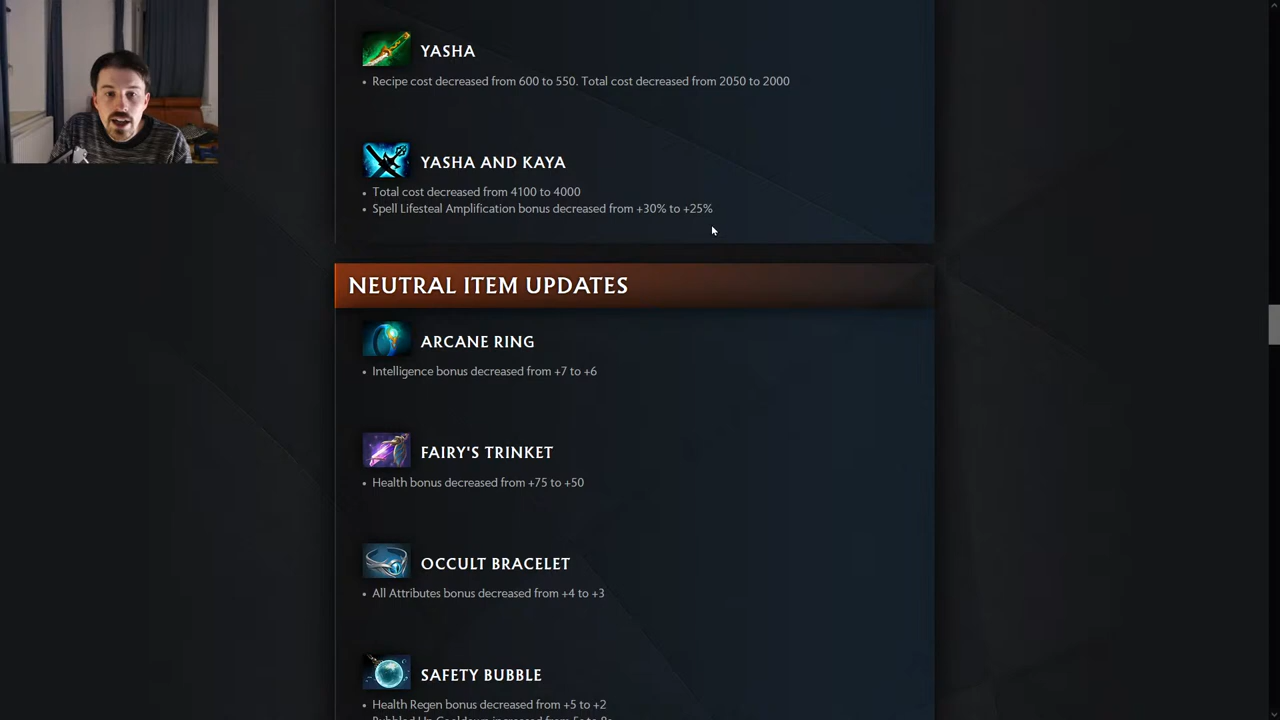 YASHA
• Recipe cost decreased from 600 to 550. Total cost decreased from 2050 to 2000
YASHA AND KAYA
• Total cost decreased from 4100 to 4000
• Spell Lifesteal Amplification bonus decreased from +30% to +25%
NEUTRAL ITEM UPDATES
ARCANE RING
• Intelligence bonus decreased from +7 to +6
FAIRY'S TRINKET
• Health bonus decreased from +75 to +50
OCCULT BRACELET
• All Attributes bonus decreased from +4 to +3
SAFETY BUBBLE
• Health Regen bonus decreased from +5 to +2